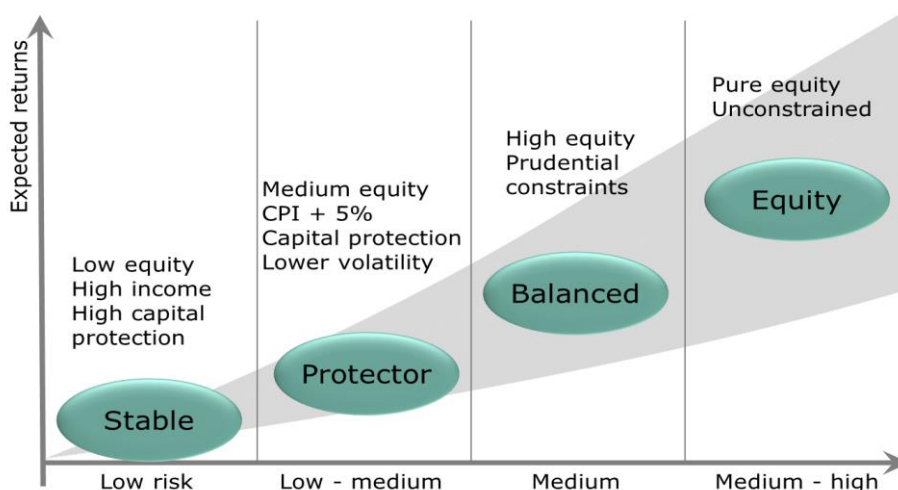 Expected returns
Pure equity
Unconstrained
High equity
Prudential
constraints
Medium equity
CPI + 5%
Capital protection
Lower volatility
Low equity
High income
High capital
protection
Equity
Balanced
Protector
Stable
Low risk
Low - medium
Medium
Medium - high